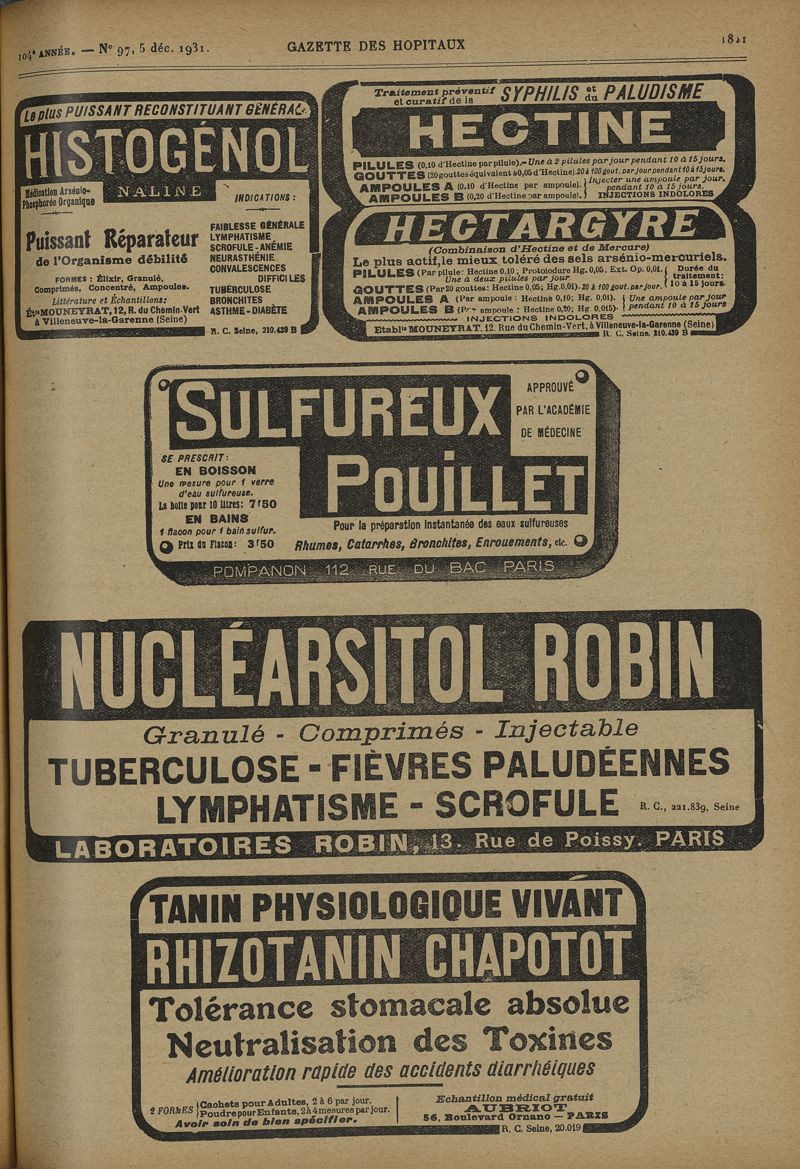 104e ANNÉE. — No 97, 5 déc. 1931.
GAZETTE DES HOPITAUX
1821
Le plus PUISSANT RECONSTITUANT GÉNÉRAL
HISTOGÉNOL
NALINE
Médication Arsénio-
Phosphorée Organique
Puissant Réparateur
de l'Organisme débilité
FORMES : Élixir, Granulé,
Comprimés, Concentré, Ampoules.
Littérature et Échantillons:
Éts MOUNEYRAT, 12, R. du Chemin-Vert
à Villeneuve-la-Garenne (Seine)
INDICATIONS :
FAIBLESSE GÉNÉRALE
LYMPHATISME
SCROFULE - ANÉMIE
NEURASTHÉNIE
CONVALESCENCES
DIFFICILES
TUBERCULOSE
BRONCHITES
ASTHME - DIABÈTE
R. C. Seine, 210.439 B
Traitement préventif
et curatif de la
SYPHILIS et du PALUDISME
HECTINE
PILULES (0,10 d'Hectine par pilule).- Une à 2 pilules par jour pendant 10 à 15 jours.
GOUTTES (20 gouttes équivalent à 0,05 d'Hectine). 20 à 100 gout. par jour pendant 10 à 15 jours.
AMPOULES A (0,10 d'Hectine par ampoule).
AMPOULES B (0,20 d'Hectine par ampoule).
Injecter une ampoule par jour,
pendant 10 à 15 jours.
INJECTIONS INDOLORES
HECTARGYRE
(Combinaison d'Hectine et de Mercure)
Le plus actif, le mieux toléré des sels arsénio-mercuriels.
PILULES (Par pilule: Hectine 0,10; Protoiodure Hg. 0,05. Ext. Op. 0,01.
Une à deux pilules par jour
GOUTTES (Par 20 gouttes: Hectine 0,05; Hg. 0,01). 20 à 100 gout. par jour.
Durée du
traitement:
10 à 15 jours.
AMPOULES A (Par ampoule: Hectine 0,10; Hg. 0,01).
AMPOULES B (Par ampoule : Hectine 0,20; Hg. 0,015).
Une ampoule par jour
pendant 10 à 15 jours
INJECTIONS INDOLORES
Etablts MOUNEYRAT, 12, Rue du Chemin-Vert, à Villeneuve-la-Garenne (Seine)
R. C. Seine, 210.439 B
SULFUREUX
POUILLET
APPROUVÉ
PAR L'ACADÉMIE
DE MÉDECINE
SE PRESCRIT:
EN BOISSON
Une mesure pour 1 verre
d'eau sulfureuse.
La boîte pour 10 litres: 7f50
EN BAINS
1 flacon pour 1 bain sulfur.
Prix du Flacon: 3f50
Pour la préparation instantanée des eaux sulfureuses
Rhumes, Catarrhes, Bronchites, Enrouements, etc.
POMPANON 112 RUE DU BAC PARIS
NUCLÉARSITOL ROBIN
Granulé - Comprimés - Injectable
TUBERCULOSE - FIÈVRES PALUDÉENNES
LYMPHATISME - SCROFULE
R. C., 221.839, Seine
LABORATOIRES ROBIN, 13. Rue de Poissy. PARIS
TANIN PHYSIOLOGIQUE VIVANT
RHIZOTANIN CHAPOTOT
Tolérance stomacale absolue
Neutralisation des Toxines
Amélioration rapide des accidents diarrhéiques
2 FORMES
Cachets pour Adultes, 2 à 6 par jour.
Poudre pour Enfants, 2 à 4 mesures par jour.
Avoir soin de bien spécifier.
Echantillon médical gratuit
AUBRIOT
56, Boulevard Ornano — PARIS
R. C. Seine, 20.019